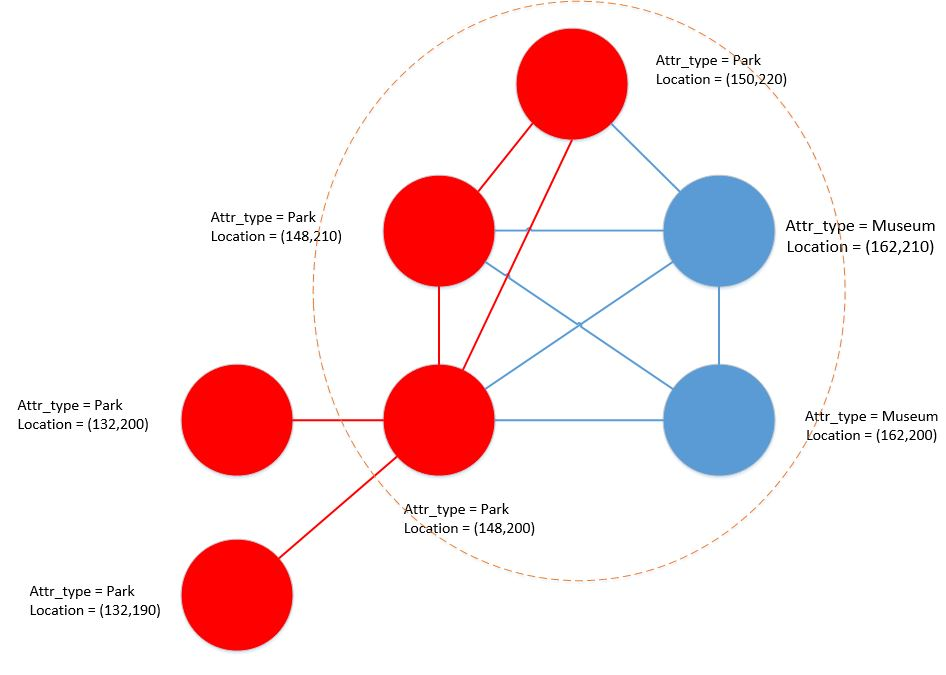 Attr_type = Park
Location = (150,220)
Attr_type = Park
Location = (148,210)
Attr_type = Museum
Location = (162,210)
Attr_type = Park
Location = (132,200)
Attr_type = Museum
Location = (162,200)
Attr_type = Park
Location = (148,200)
Attr_type = Park
Location = (132,190)